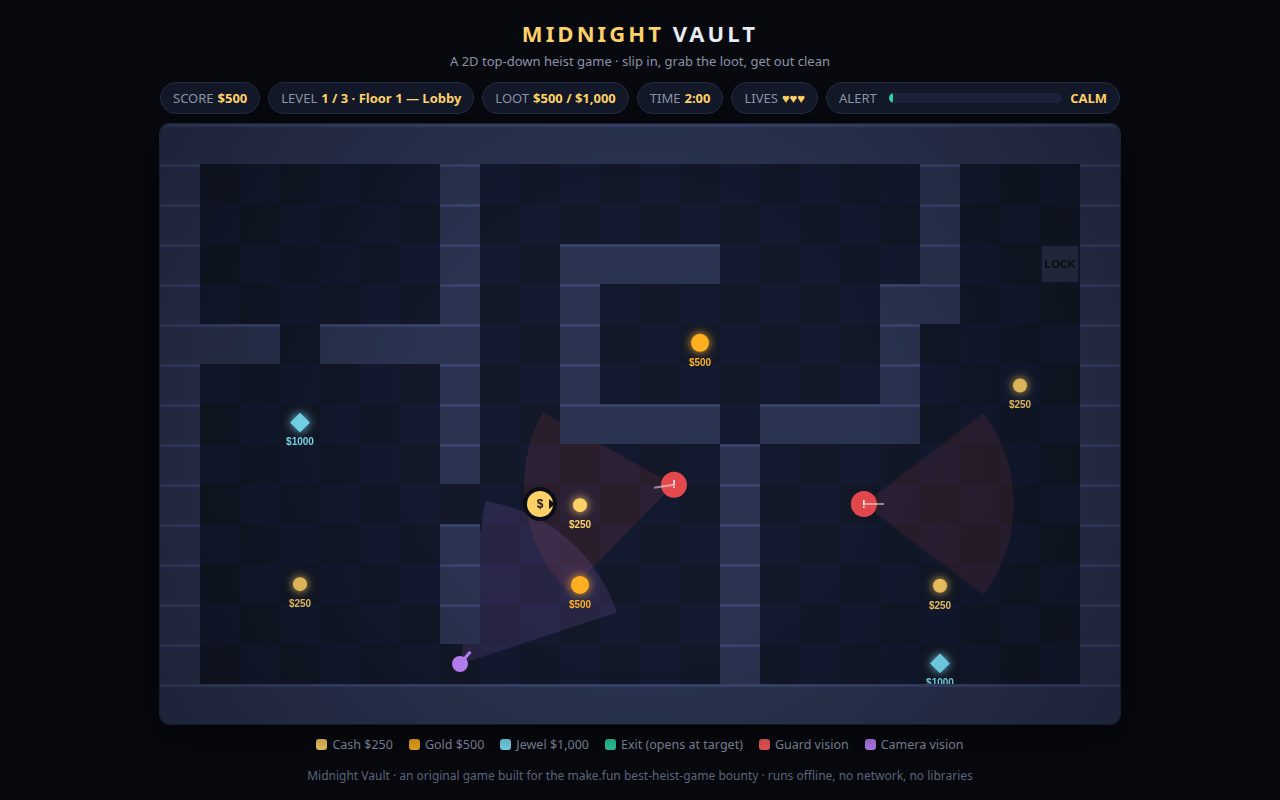 MIDNIGHT VAULT
A 2D top-down heist game · slip in, grab the loot, get out clean
SCORE $500 LEVEL 1 / 3 · Floor 1 — Lobby LOOT $500 / $1,000 TIME 2:00 LIVES ♥♥♥ ALERT CALM
LOCK
$500
$250
$1000
!
$
!
$250
$250
$500
$250
$1000
Cash $250 Gold $500 Jewel $1,000 Exit (opens at target) Guard vision Camera vision
Midnight Vault · an original game built for the make.fun best-heist-game bounty · runs offline, no network, no libraries